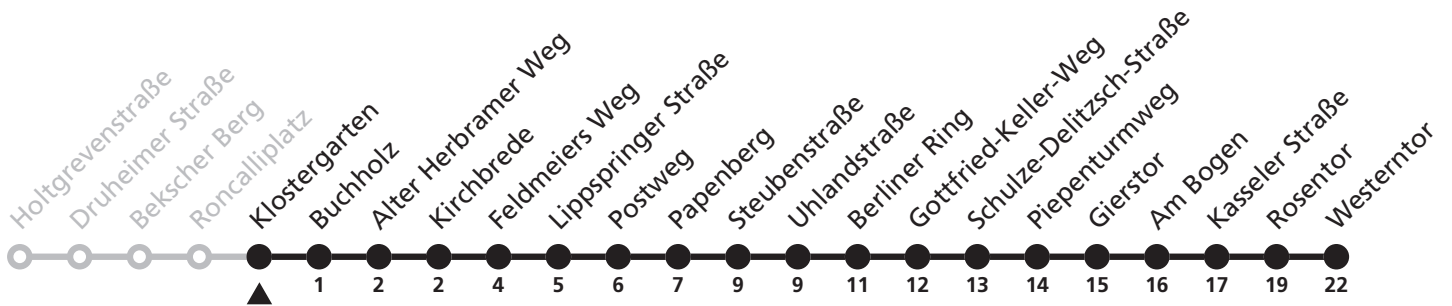 Holtgrevenstraße
Druheimer Straße
Bekscher Berg
Roncalliplatz
Klostergarten
Buchholz
Alter Herbramer Weg
Kirchbrede
Feldmeiers Weg
Lippspringer Straße
Postweg
Papenberg
Steubenstraße
Uhlandstraße
Berliner Ring
Gottfried-Keller-Weg
Schulze-Delitzsch-Straße
Piepenturmweg
Gierstor
Am Bogen
Kasseler Straße
Rosentor
Westerntor
1 2 2 4 5 6 7 9 9 11 12 13 14 15 16 17 19 22